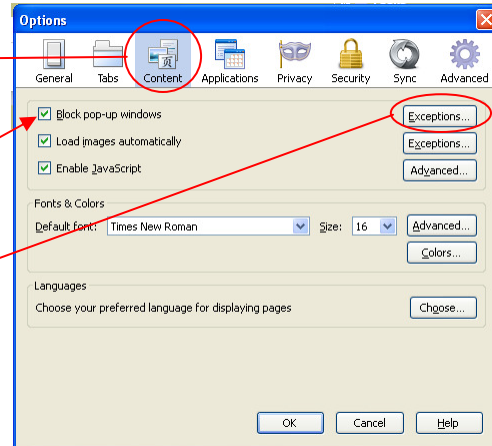 Options
General Tabs Content Applications Privacy Security Sync Advanced
Block pop-up windows Exceptions...
Load images automatically Exceptions...
Enable JavaScript Advanced...
Fonts & Colors
Default font: Times New Roman Size: 16 Advanced...
Colors...
Languages
Choose your preferred language for displaying pages Choose...
OK Cancel Help